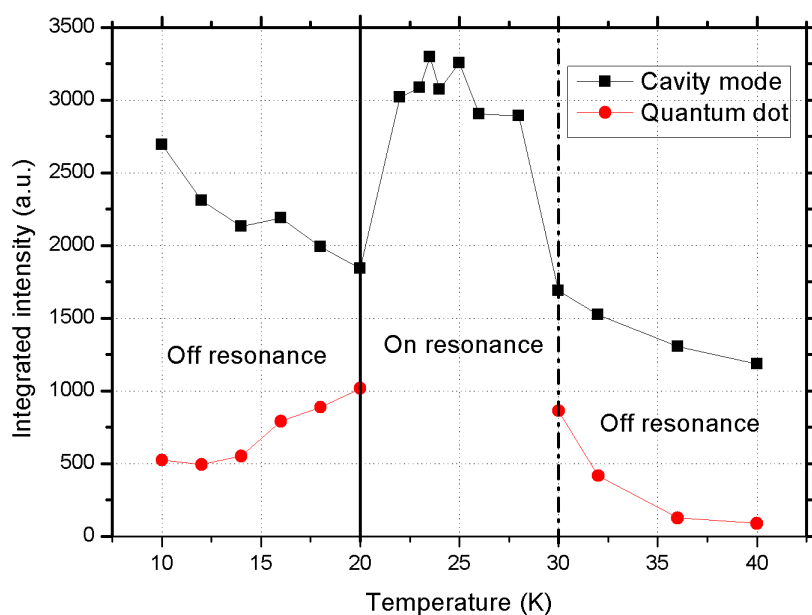 3500
3000
2500
2000
1500
1000
500
0
Integrated intensity (a.u.)
Cavity mode
Quantum dot
Off resonance
On resonance
Off resonance
10
15
20
25
30
35
40
Temperature (K)